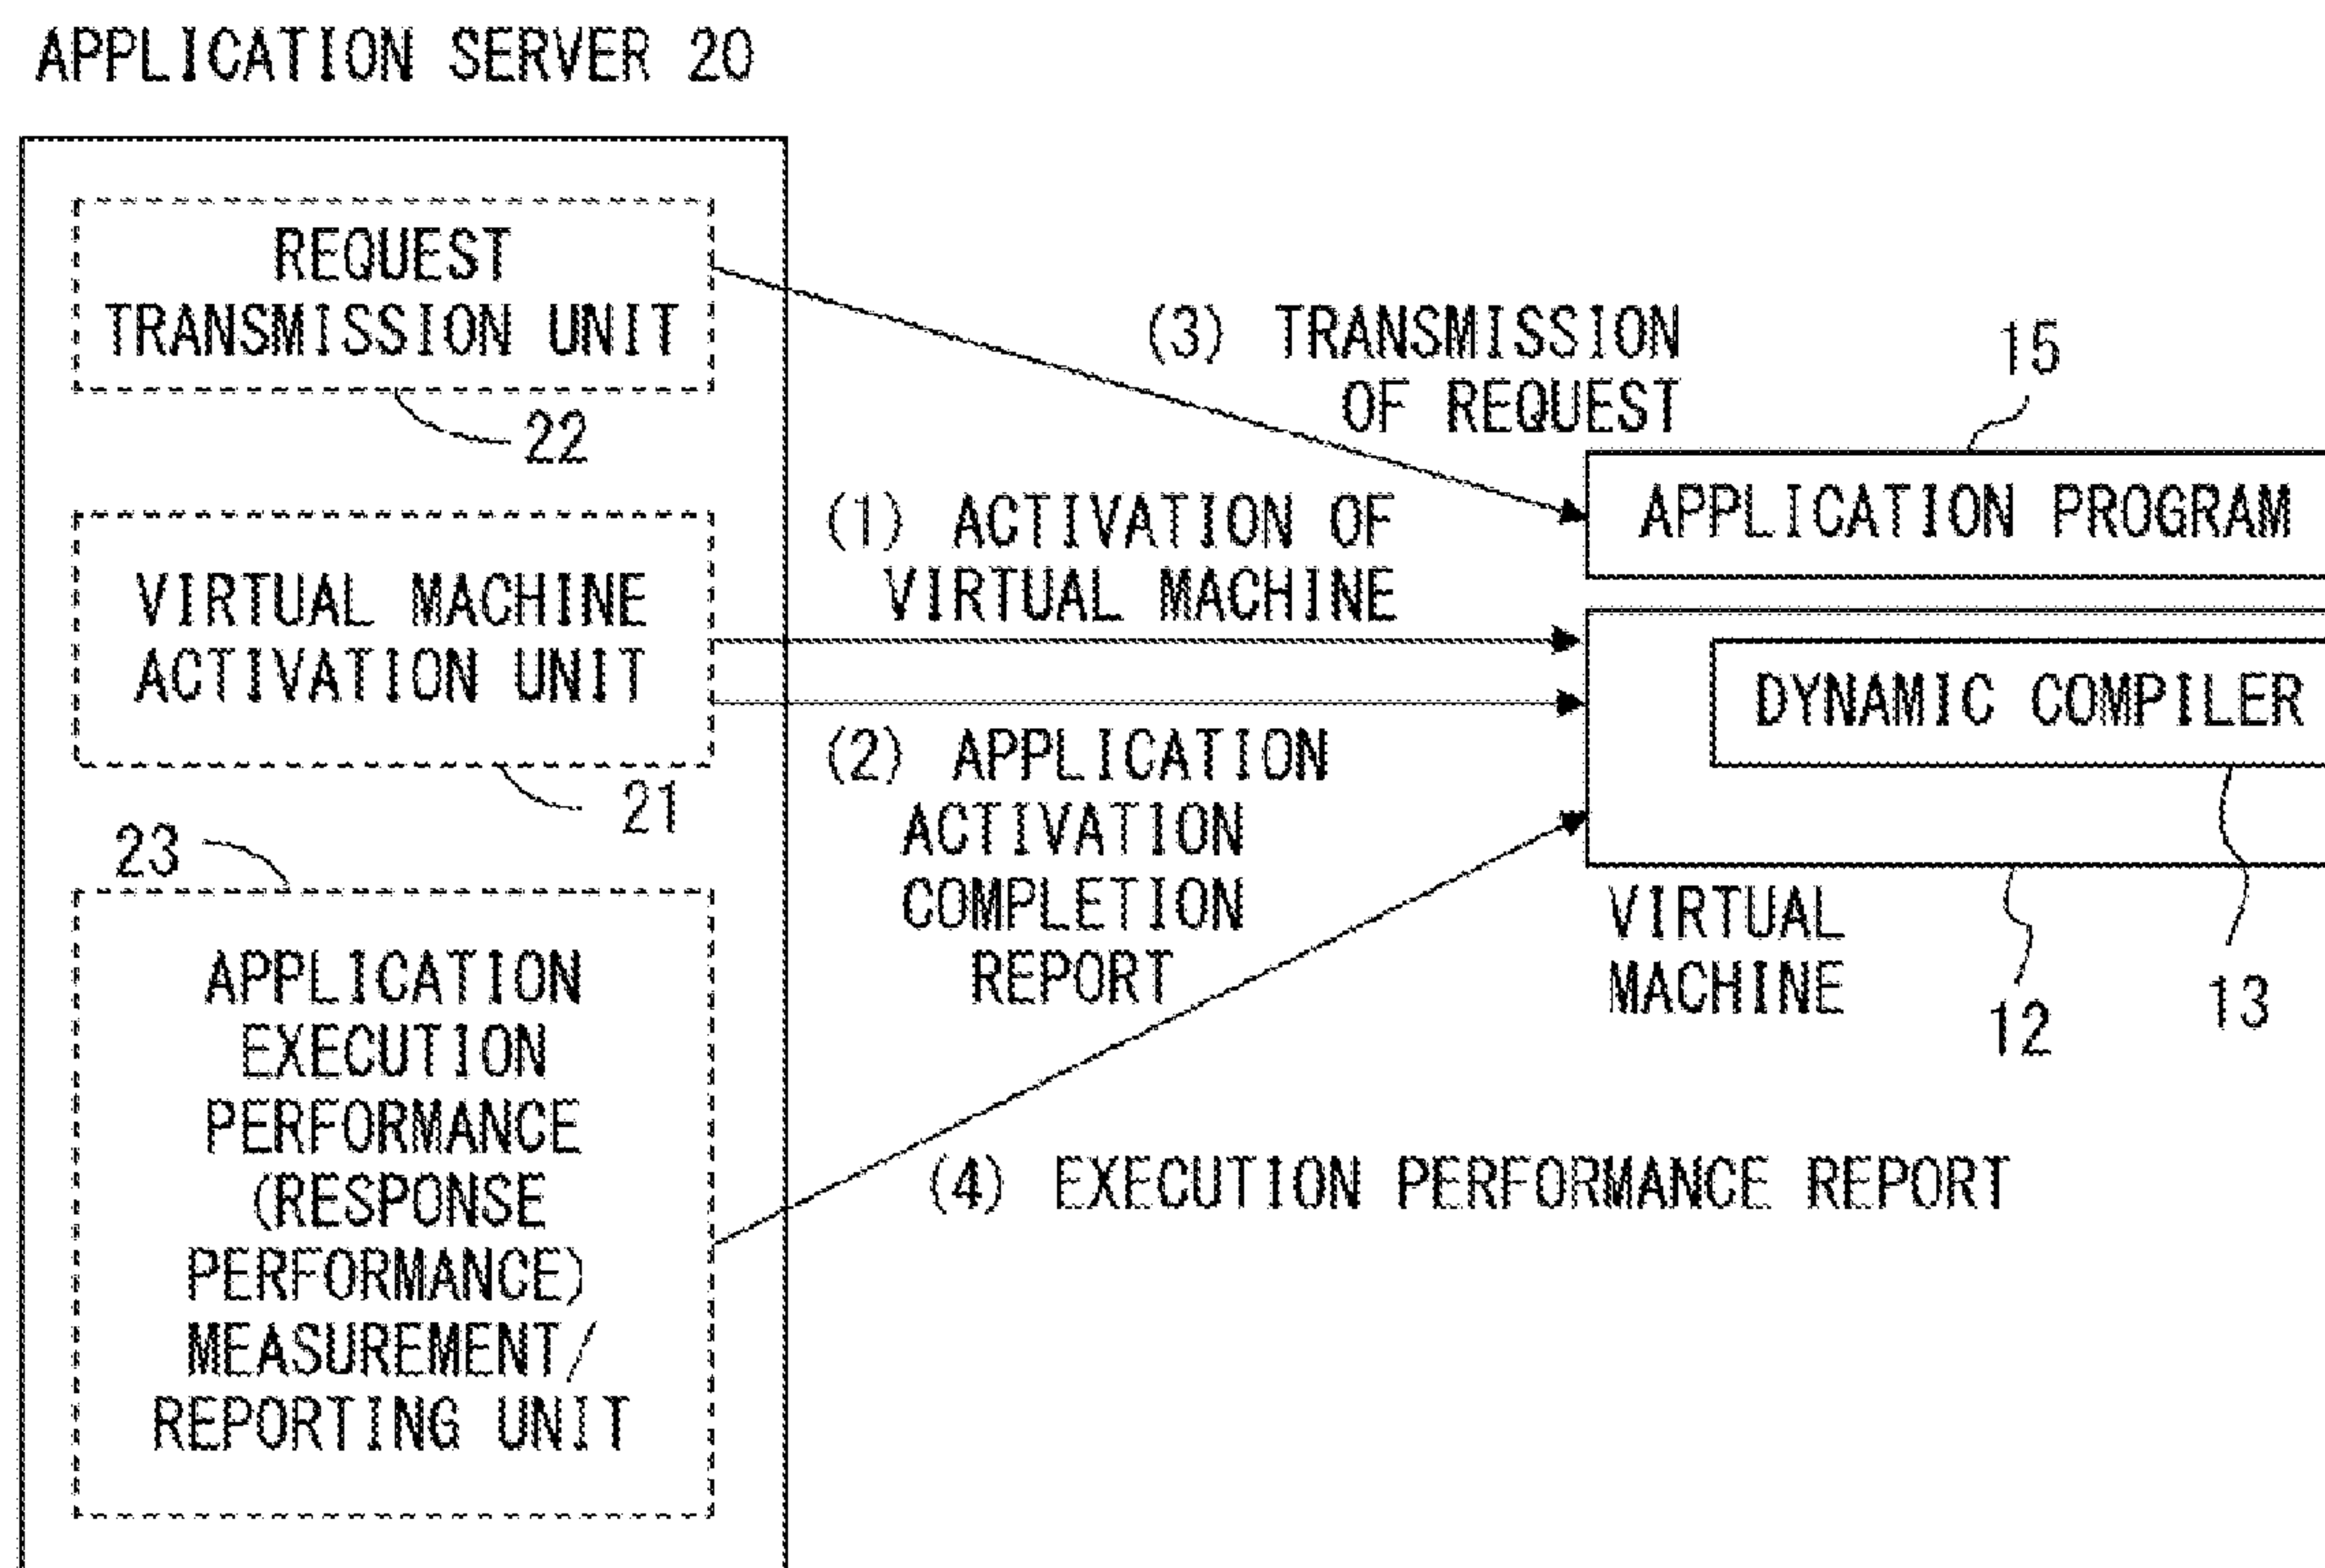 APPLICATION SERVER 20
REQUEST
TRANSMISSION UNIT
22
VIRTUAL MACHINE
ACTIVATION UNIT
21
23
APPLICATION
EXECUTION
PERFORMANCE
(RESPONSE
PERFORMANCE)
MEASUREMENT/
REPORTING UNIT
(3) TRANSMISSION
OF REQUEST
(1) ACTIVATION OF
VIRTUAL MACHINE
(2) APPLICATION
ACTIVATION
COMPLETION
REPORT
(4) EXECUTION PERFORMANCE REPORT
15
APPLICATION PROGRAM
DYNAMIC COMPILER
VIRTUAL
MACHINE
12
13